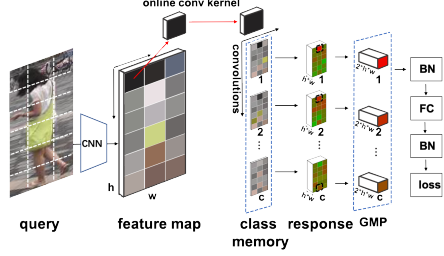 online conv kernel
convolutions
CNN
h
w
1
2
c
h*w
h*w
h*w
1
2
c
2*h*w
2*h*w
2*h*w
1
2
c
BN
FC
BN
loss
query
feature map
class memory
response
GMP